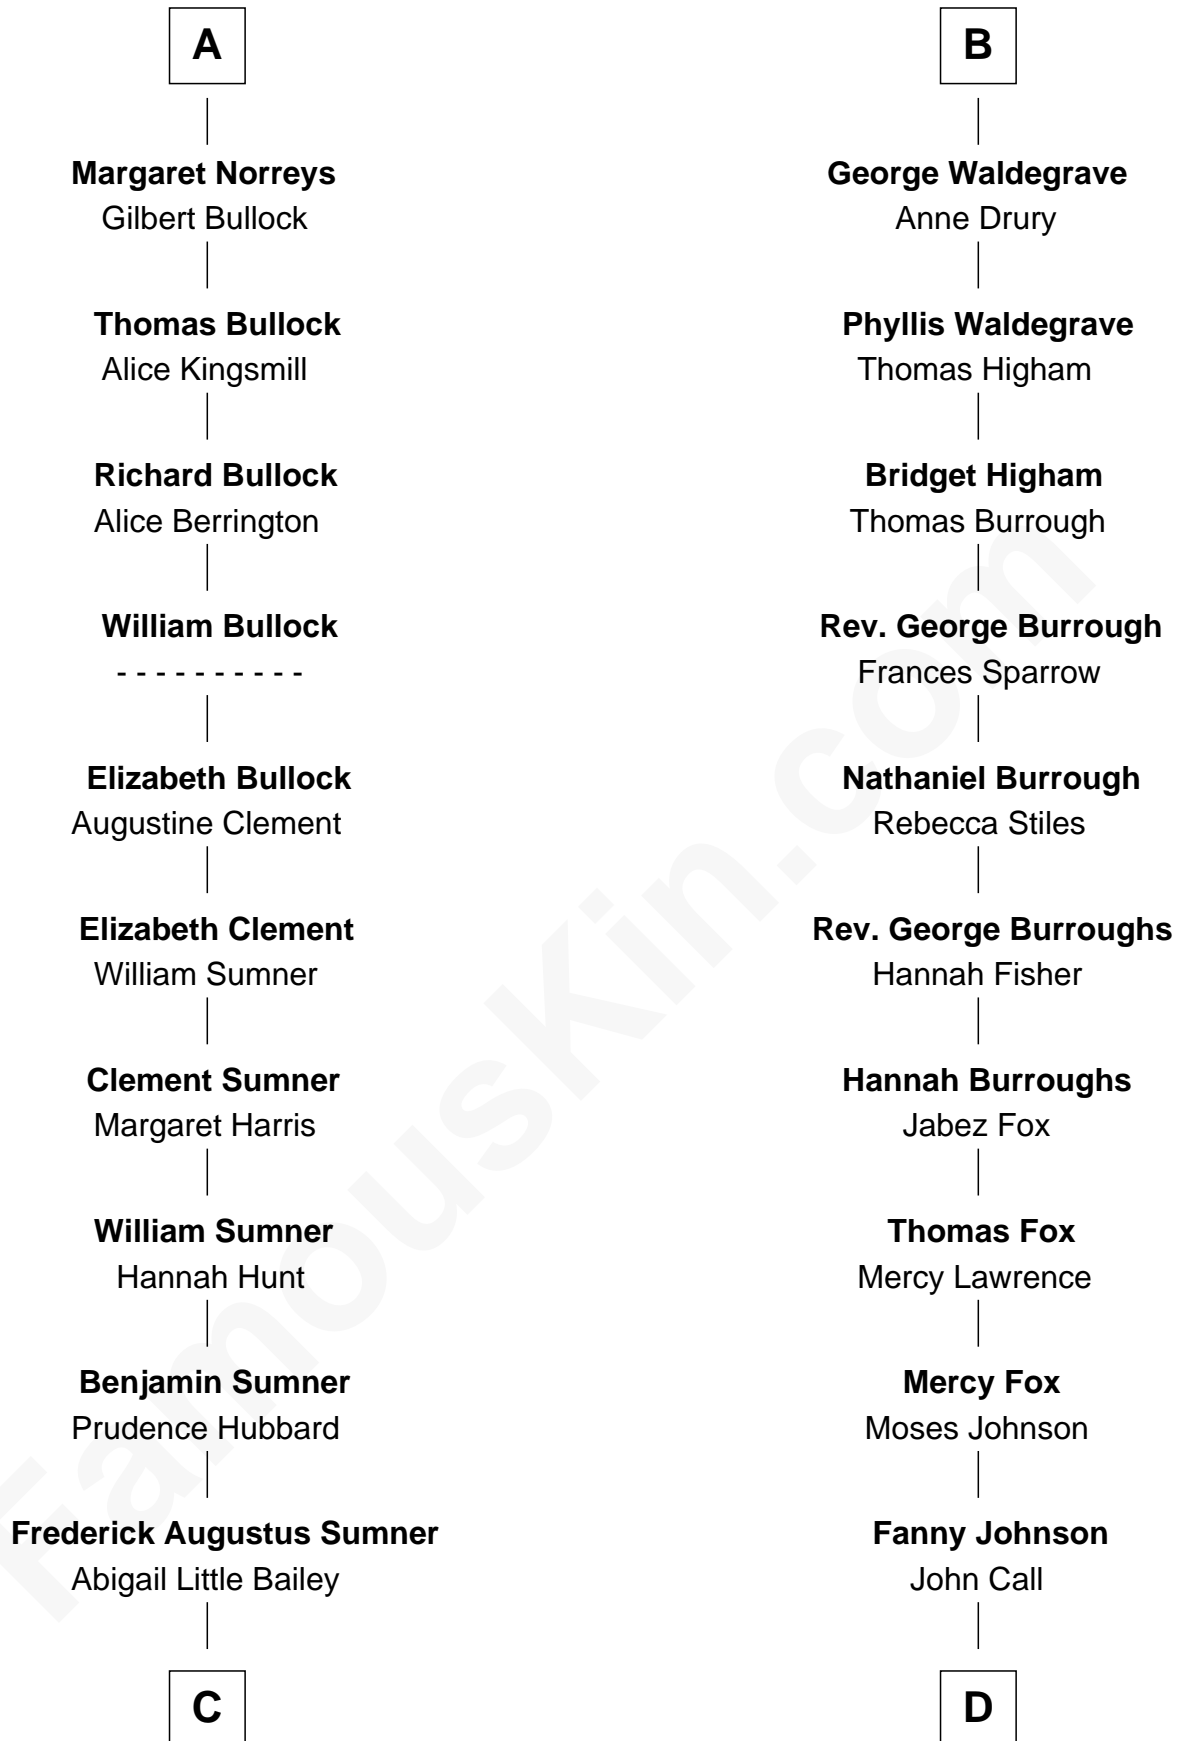 A
Margaret Norreys
Gilbert Bullock
Thomas Bullock
Alice Kingsmill
Richard Bullock
Alice Berrington
William Bullock
- - - - - - - - - -
Elizabeth Bullock
Augustine Clement
Elizabeth Clement
William Sumner
Clement Sumner
Margaret Harris
William Sumner
Hannah Hunt
Benjamin Sumner
Prudence Hubbard
Frederick Augustus Sumner
Abigail Little Bailey
C
B
George Waldegrave
Anne Drury
Phyllis Waldegrave
Thomas Higham
Bridget Higham
Thomas Burrough
Rev. George Burrough
Frances Sparrow
Nathaniel Burrough
Rebecca Stiles
Rev. George Burroughs
Hannah Fisher
Hannah Burroughs
Jabez Fox
Thomas Fox
Mercy Lawrence
Mercy Fox
Moses Johnson
Fanny Johnson
John Call
D
FamousKin.com